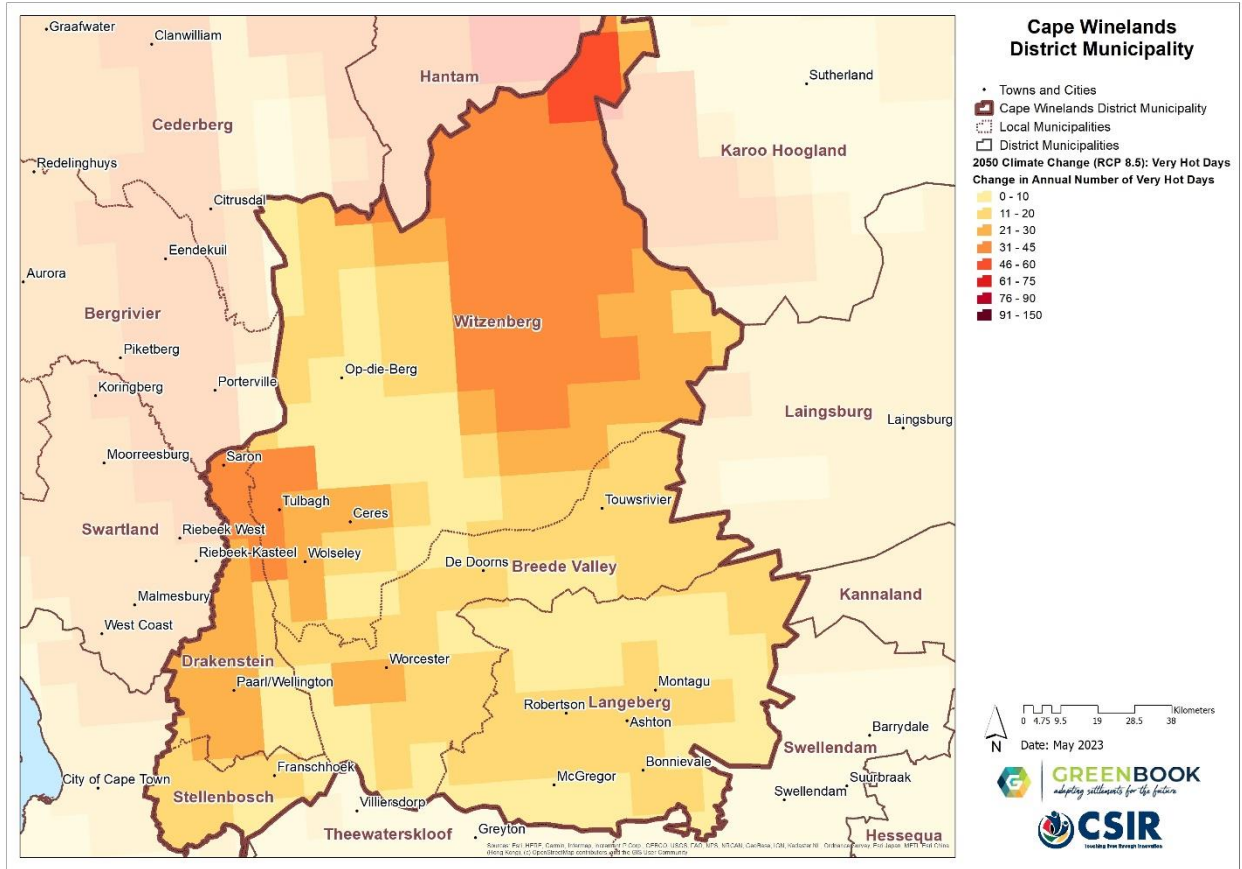 Graafwater
Clanwilliam
Hantam
Sutherland
Cederberg
Karoo Hoogland
Redelinghuys
Citrusdal
Eendekuil
Aurora
Bergrivier
Witzenberg
Piketberg
Op-die-Berg
Koringberg
Porterville
Laingsburg
Laingsburg
Moorreesburg
Saron
Tulbagh
Ceres
Touwsrivier
Swartland
Riebeek West
Riebeek-Kasteel
Wolseley
De Doorns
Breede Valley
Kannaland
Malmesbury
West Coast
Drakenstein
Worcester
Paarl/Wellington
Montagu
Robertson
Langeberg
Ashton
Barrydale
Swellendam
Bonnievale
City of Cape Town
Franschhoek
McGregor
Suurbraak
Stellenbosch
Villiersdorp
Swellendam
Theewaterskloof
Greyton
Hessequa
Cape Winelands
District Municipality
Towns and Cities
Cape Winelands District Municipality
Local Municipalities
District Municipalities
2050 Climate Change (RCP 8.5): Very Hot Days
Change in Annual Number of Very Hot Days
0 - 10
11 - 20
21 - 30
31 - 45
46 - 60
61 - 75
76 - 90
91 - 150
Kilometers
0 4.75 9.5 19 28.5 38
N
Date: May 2023
GREENBOOK
adapting settlements for the future
CSIR
Touching lives through innovation